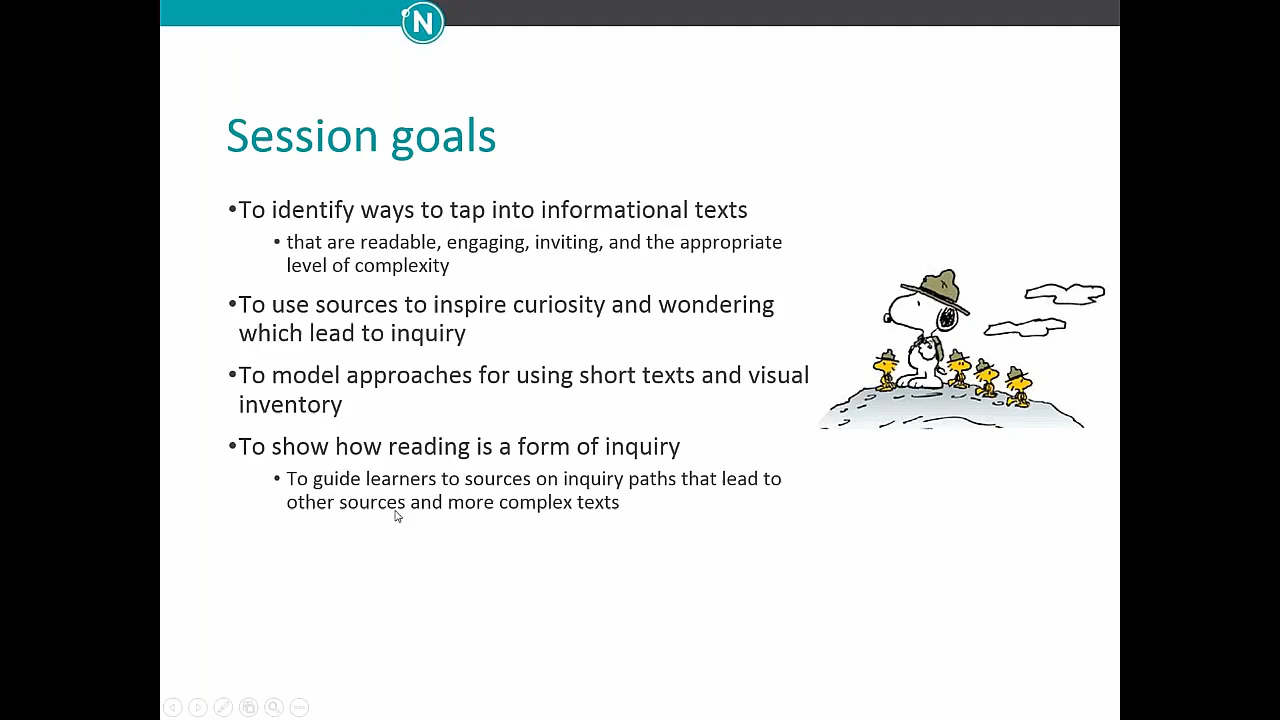 N
Session goals
•To identify ways to tap into informational texts
• that are readable, engaging, inviting, and the appropriate
level of complexity
•To use sources to inspire curiosity and wondering
which lead to inquiry
•To model approaches for using short texts and visual
inventory
•To show how reading is a form of inquiry
• To guide learners to sources on inquiry paths that lead to
other sources and more complex texts